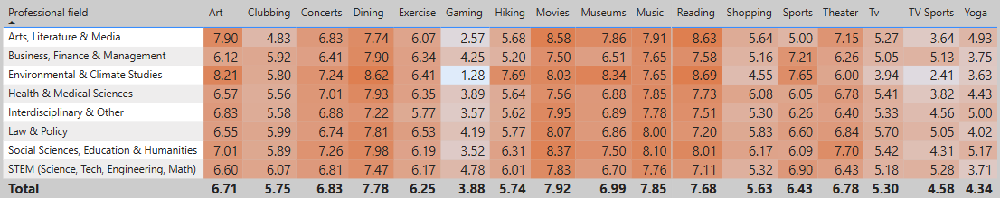 Professional field Art Clubbing Concerts Dining Exercise Gaming Hiking Movies Museums Music Reading Shopping Sports Theater Tv TV Sports Yoga
Arts, Literature & Media 7.90 4.83 6.83 7.74 6.07 2.57 5.68 8.58 7.86 7.91 8.63 5.64 5.00 7.15 5.27 3.64 4.93
Business, Finance & Management 6.12 5.92 6.41 7.90 6.34 4.25 5.20 7.50 6.51 7.65 7.58 5.16 7.21 6.26 5.05 5.13 3.75
Environmental & Climate Studies 8.21 5.80 7.24 8.62 6.41 1.28 7.69 8.03 8.34 7.65 8.69 4.55 7.65 6.00 3.94 2.41 3.63
Health & Medical Sciences 6.57 5.56 7.01 7.93 6.35 3.89 5.64 7.56 6.88 7.85 7.73 6.08 6.05 6.78 5.41 3.82 4.43
Interdisciplinary & Other 6.83 5.58 6.88 7.22 5.77 3.57 5.62 7.95 6.89 7.78 7.51 5.30 6.26 6.40 5.33 4.56 5.00
Law & Policy 6.55 5.99 6.74 7.81 6.53 4.19 5.77 8.07 6.86 8.00 7.20 5.83 6.60 6.84 5.70 5.05 4.02
Social Sciences, Education & Humanities 7.01 5.89 7.26 7.98 6.19 3.52 6.31 8.37 7.50 8.10 8.01 6.17 6.09 7.70 5.42 4.31 5.17
STEM (Science, Tech, Engineering, Math) 6.60 6.07 6.81 7.47 6.17 4.78 6.01 7.83 6.70 7.76 7.11 5.32 6.90 6.43 5.18 5.28 3.71
Total 6.71 5.75 6.83 7.78 6.25 3.88 5.74 7.92 6.99 7.85 7.68 5.63 6.43 6.78 5.30 4.58 4.34